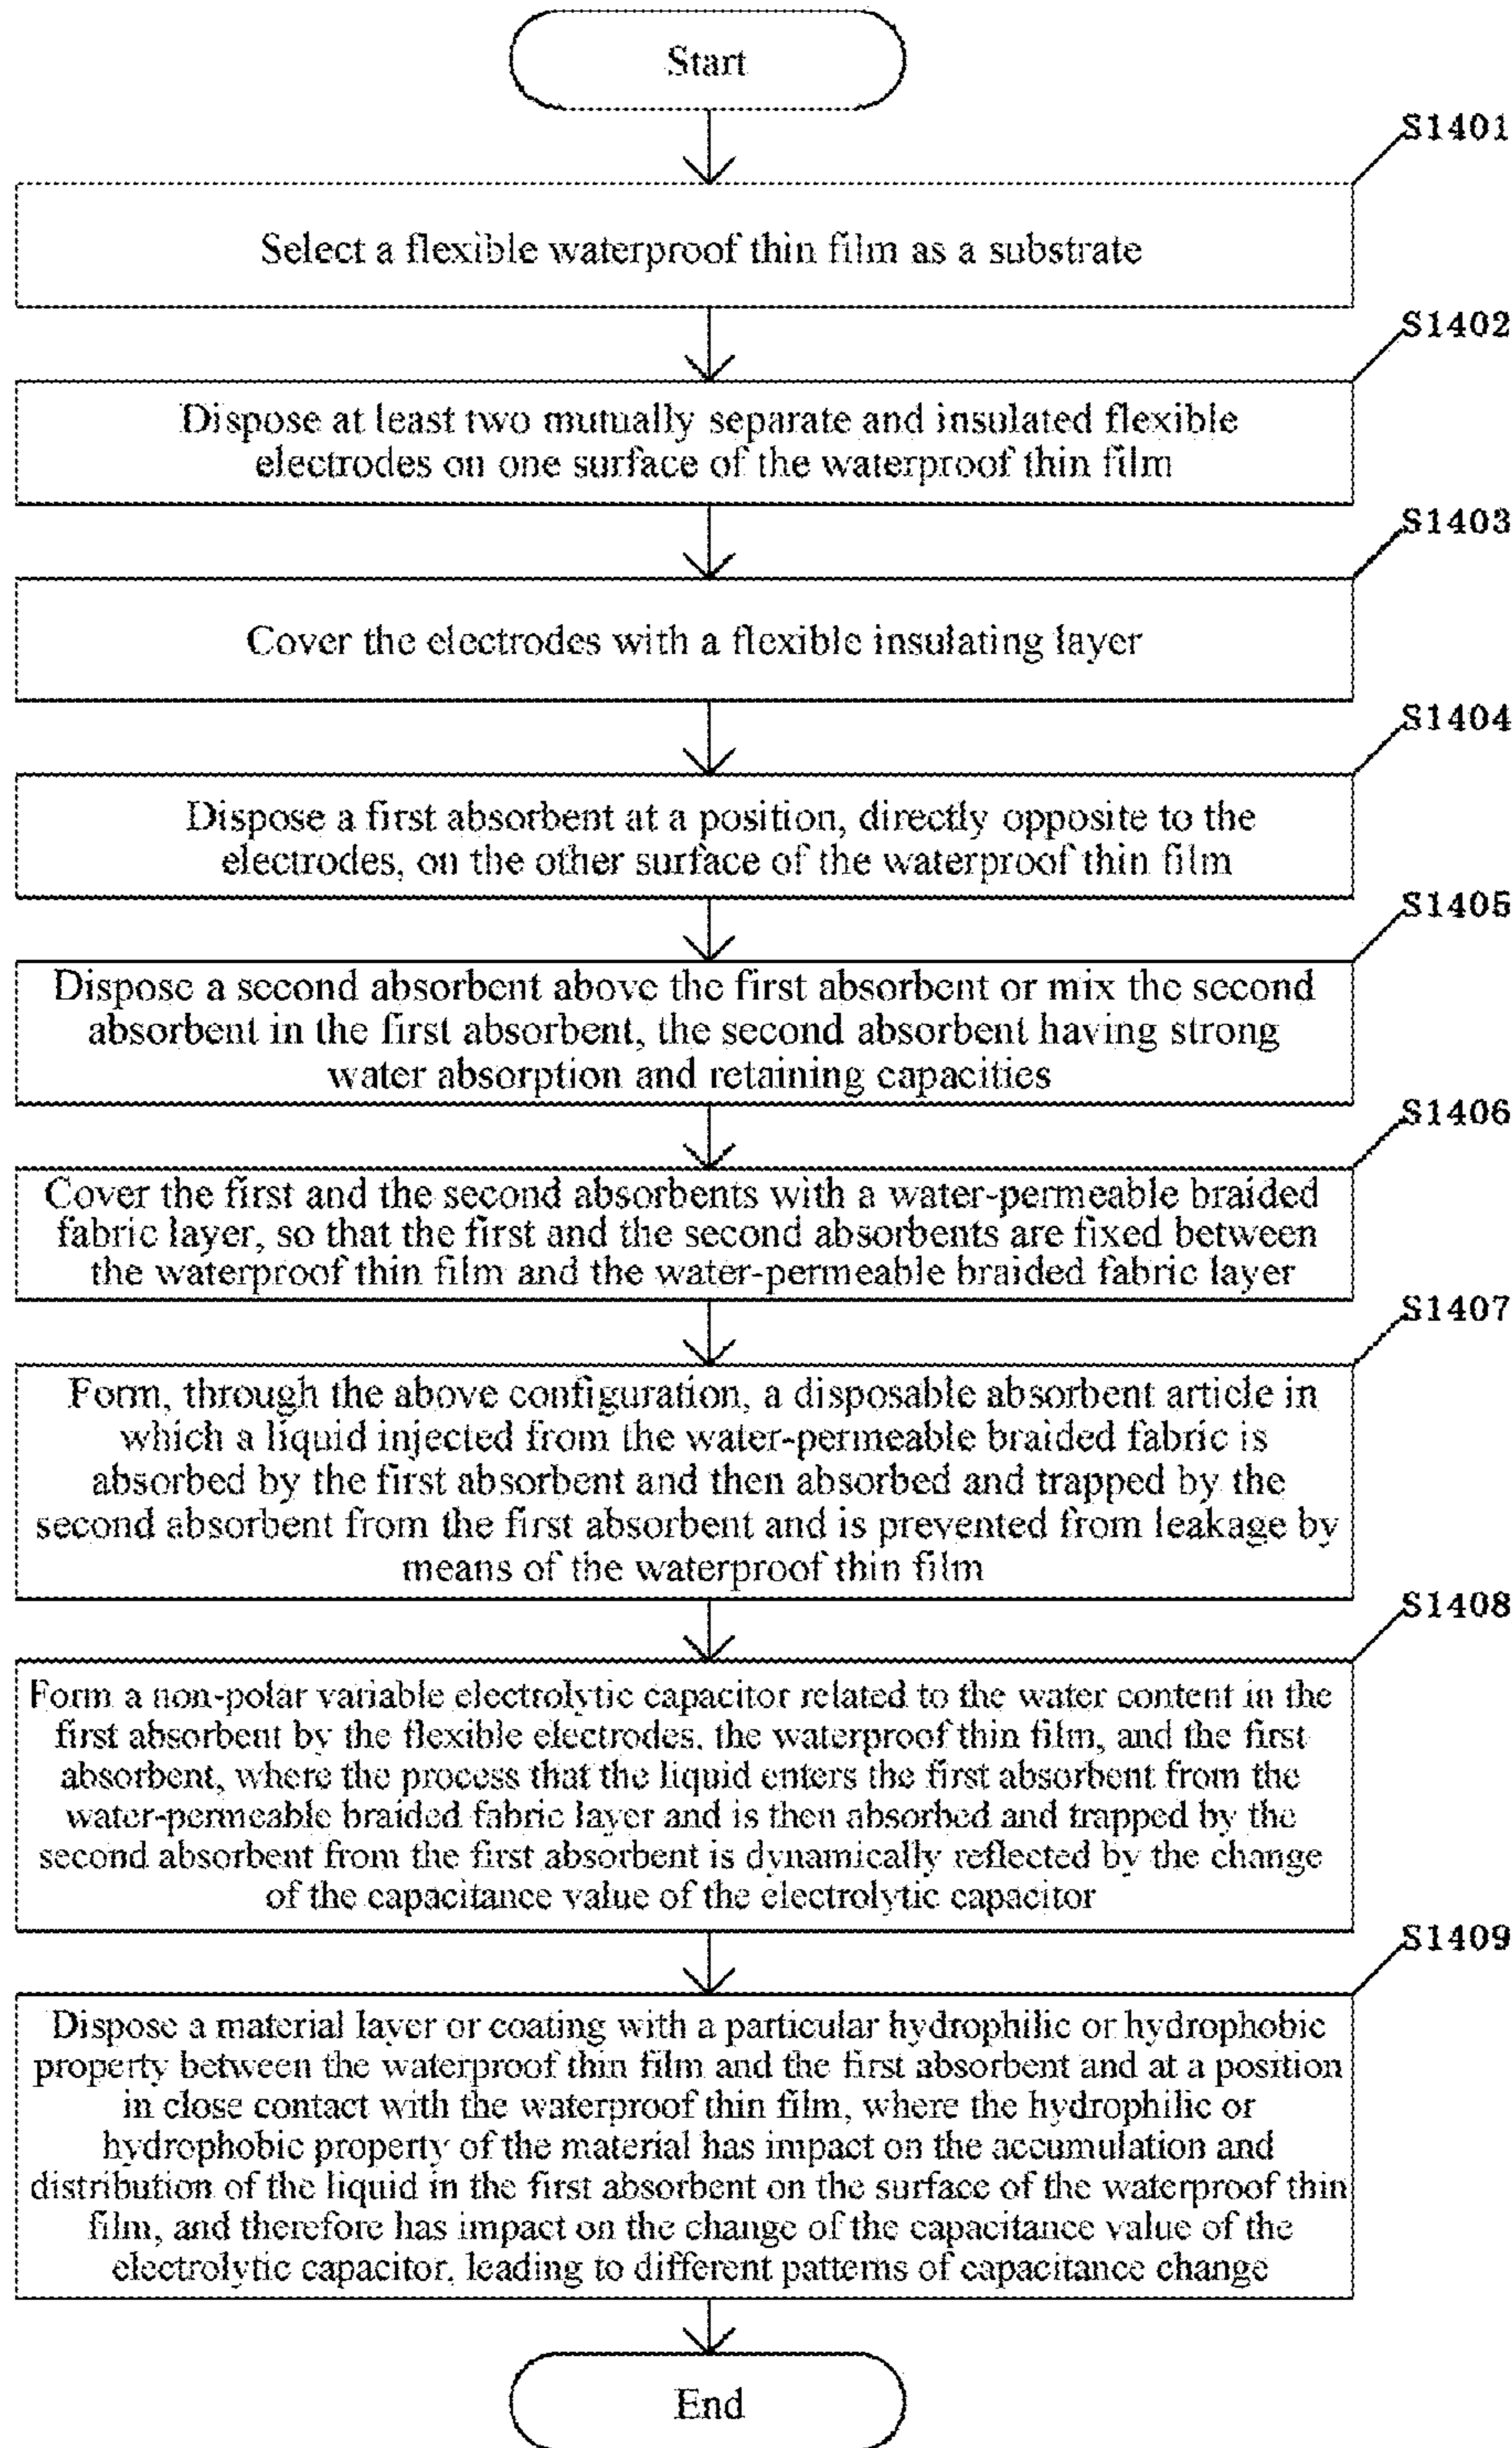 Start
S1401
Select a flexible waterproof thin film as a substrate
S1402
Dispose at least two mutually separate and insulated flexible
electrodes on one surface of the waterproof thin film
S1403
Cover the electrodes with a flexible insulating layer
S1404
Dispose a first absorbent at a position, directly opposite to the
electrodes, on the other surface of the waterproof thin film
S1405
Dispose a second absorbent above the first absorbent or mix the second
absorbent in the first absorbent, the second absorbent having strong
water absorption and retaining capacities
S1406
Cover the first and the second absorbents with a water-permeable braided
fabric layer, so that the first and the second absorbents are fixed between
the waterproof thin film and the water-permeable braided fabric layer
S1407
Form, through the above configuration, a disposable absorbent article in
which a liquid injected from the water-permeable braided fabric is
absorbed by the first absorbent and then absorbed and trapped by the
second absorbent from the first absorbent and is prevented from leakage by
means of the waterproof thin film
S1408
Form a non-polar variable electrolytic capacitor related to the water content in the
first absorbent by the flexible electrodes, the waterproof thin film, and the first
absorbent, where the process that the liquid enters the first absorbent from the
water-permeable braided fabric layer and is then absorbed and trapped by the
second absorbent from the first absorbent is dynamically reflected by the change
of the capacitance value of the electrolytic capacitor
S1409
Dispose a material layer or coating with a particular hydrophilic or hydrophobic
property between the waterproof thin film and the first absorbent and at a position
in close contact with the waterproof thin film, where the hydrophilic or
hydrophobic property of the material has impact on the accumulation and
distribution of the liquid in the first absorbent on the surface of the waterproof thin
film, and therefore has impact on the change of the capacitance value of the
electrolytic capacitor, leading to different patterns of capacitance change
End